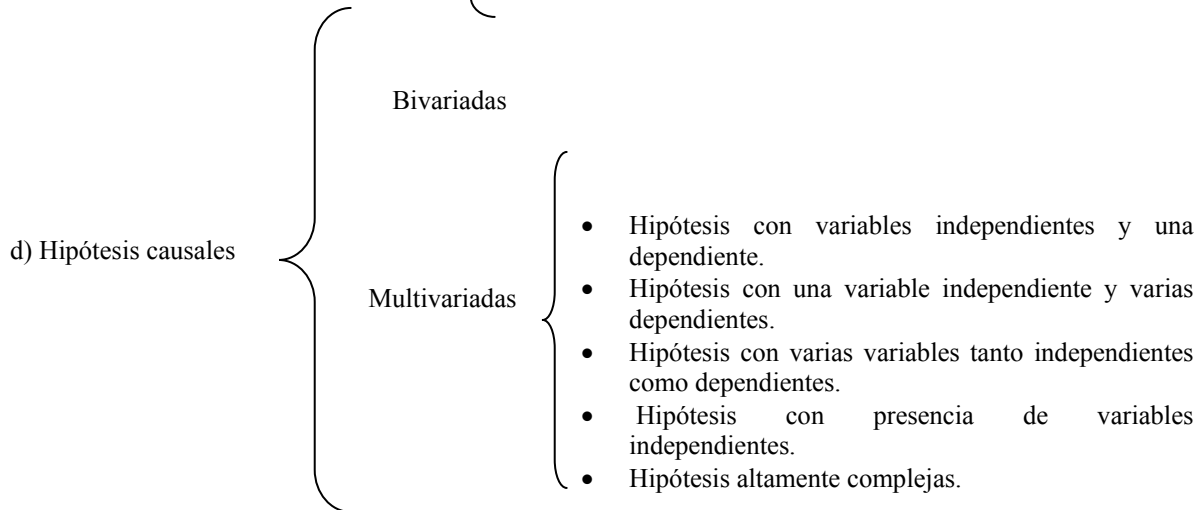 Bivariadas
d) Hipótesis causales
Multivariadas
• Hipótesis con variables independientes y una
dependiente.
• Hipótesis con una variable independiente y varias
dependientes.
• Hipótesis con varias variables tanto independientes
como dependientes.
• Hipótesis con presencia de variables
independientes.
• Hipótesis altamente complejas.